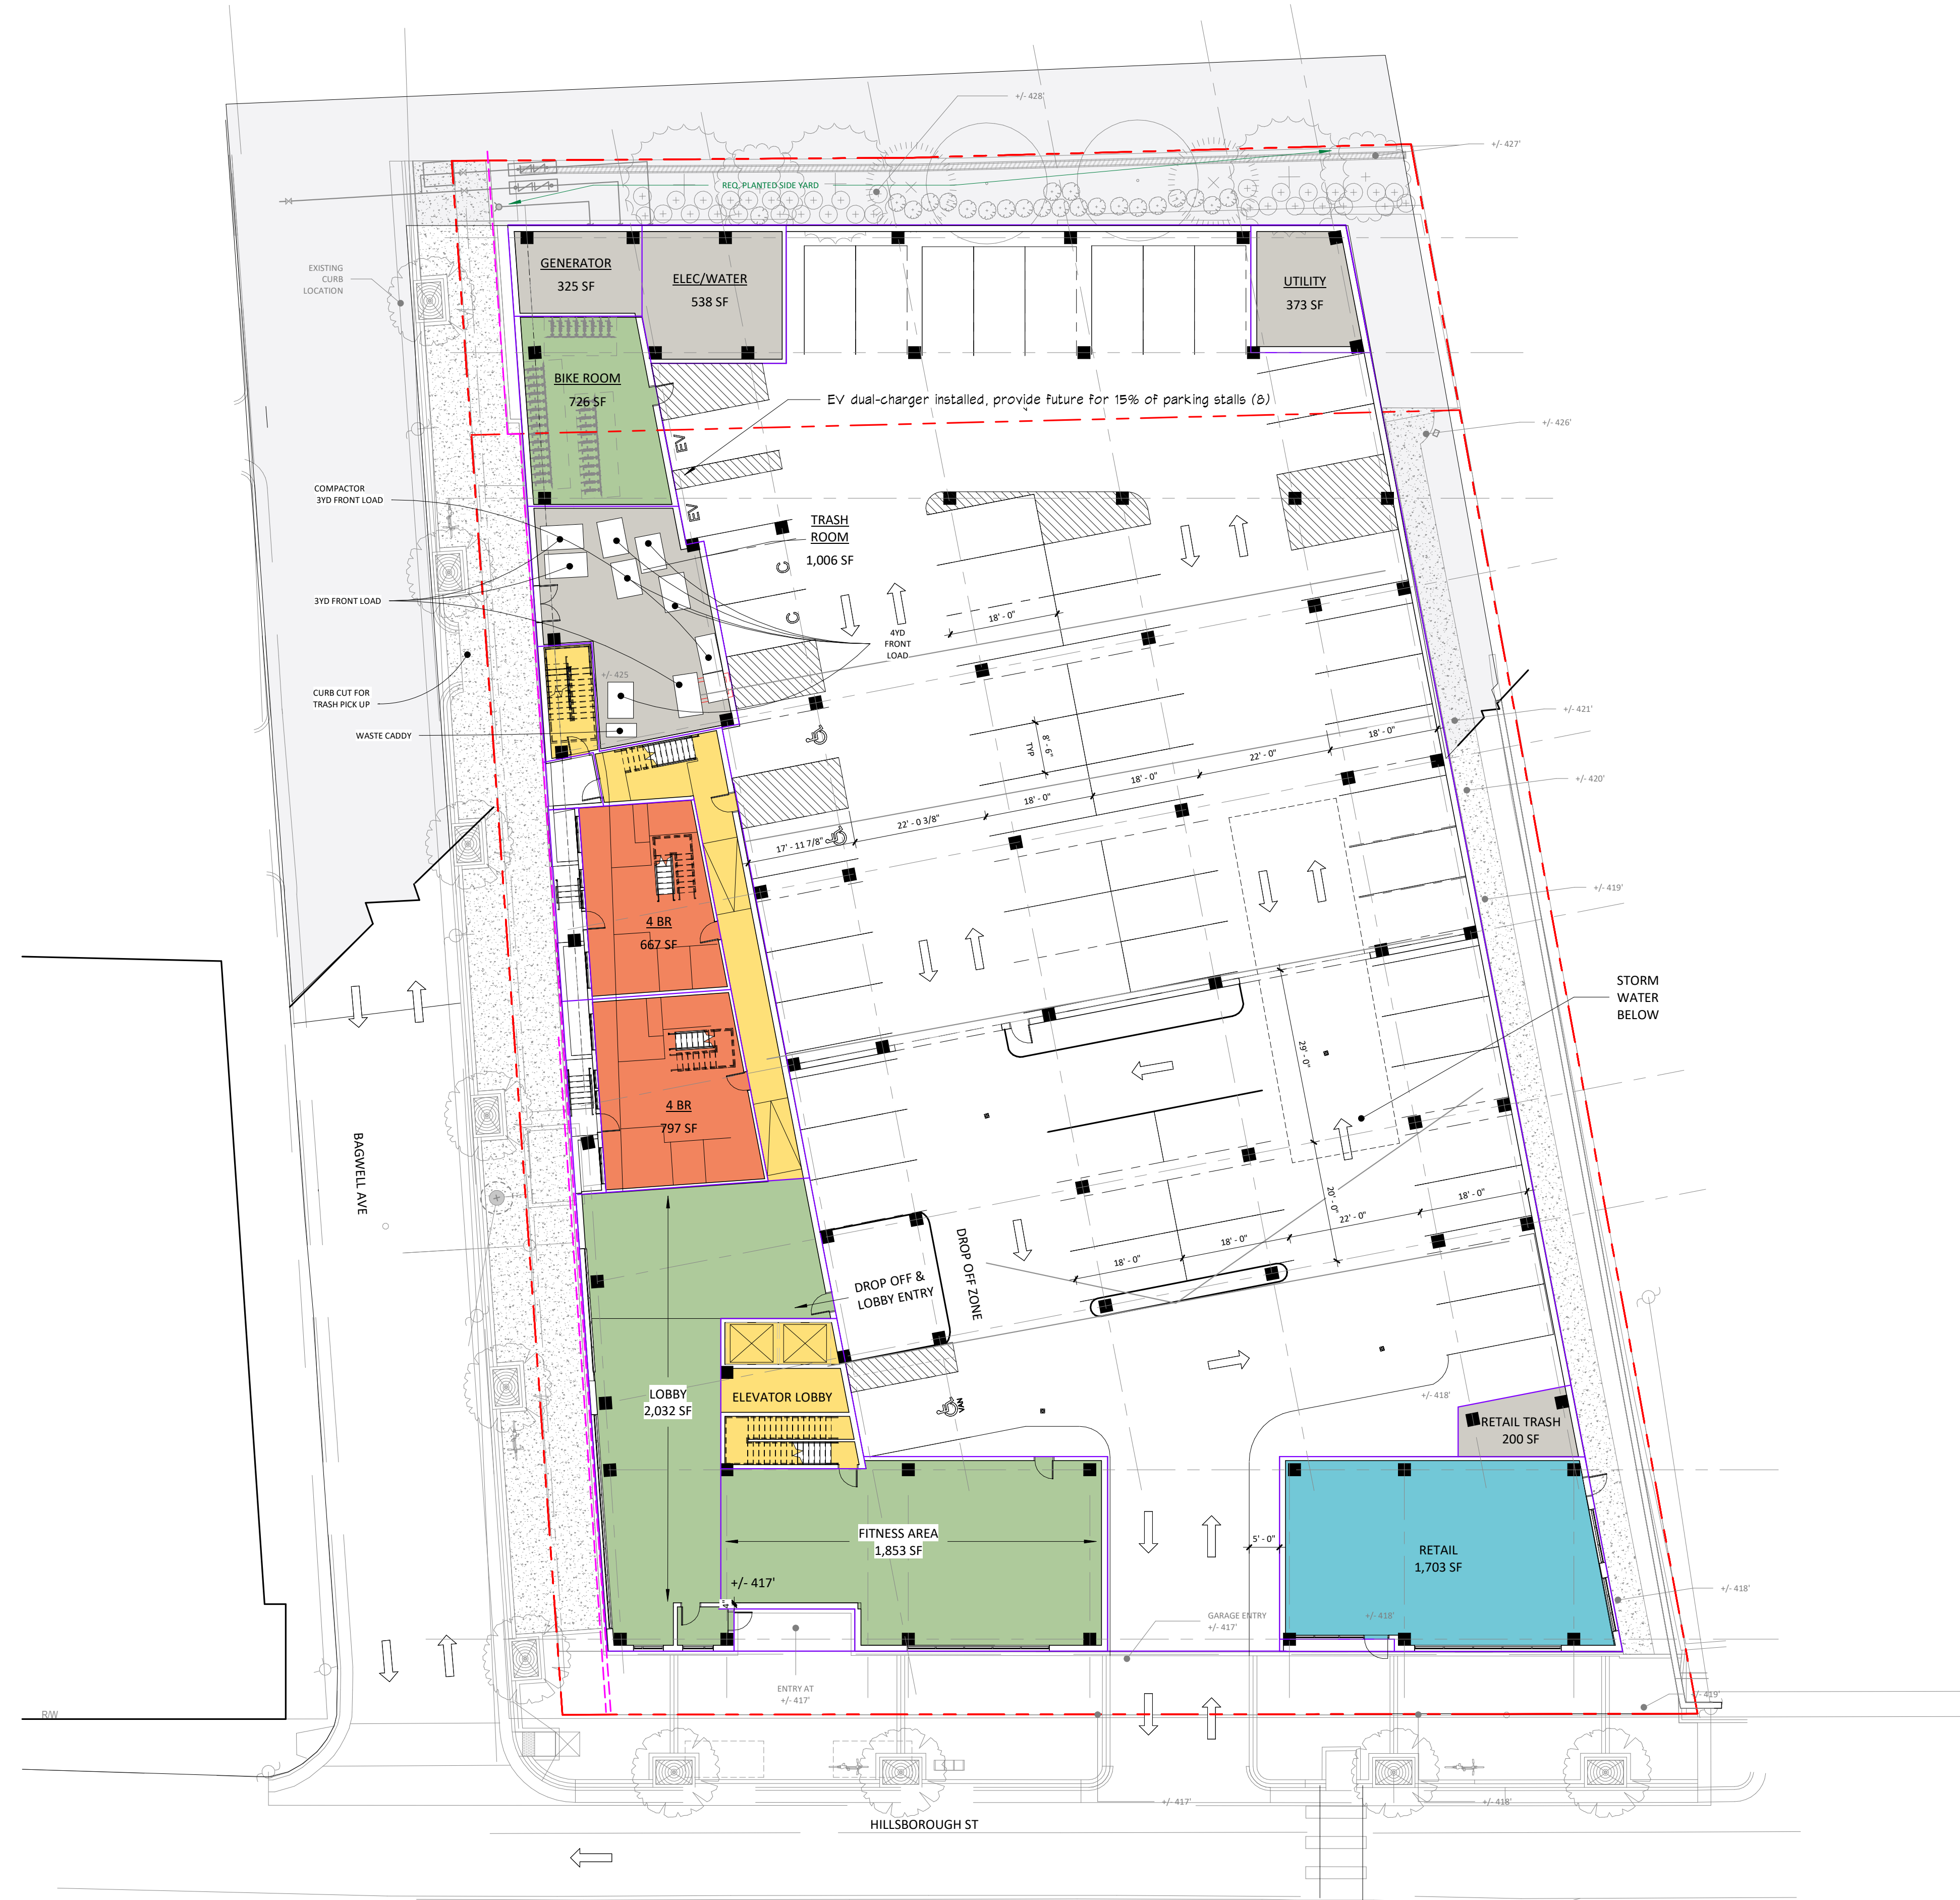 +/- 428'
+/- 427'
REQ. PLANTED SIDE YARD
EXISTING
CURB
LOCATION
GENERATOR
325 SF
ELEC/WATER
538 SF
UTILITY
373 SF
BIKE ROOM
726 SF
EV dual-charger installed, provide future for 15% of parking stalls (8)
+/- 426'
EV
COMPACTOR
3YD FRONT LOAD
EV
TRASH
ROOM
1,006 SF
C
3YD FRONT LOAD
C
18' - 0"
4YD
FRONT
LOAD
+/- 425
CURB CUT FOR
TRASH PICK UP
WASTE CADDY
8' - 6"
TYP
+/- 421'
18' - 0"
22' - 0"
18' - 0"
18' - 0"
22' - 0 3/8"
17' - 11 7/8"
+/- 420'
+/- 419'
4 BR
667 SF
STORM
WATER
BELOW
29' - 0"
4 BR
797 SF
BAGWELL AVE
18' - 0"
22' - 0"
18' - 0"
18' - 0"
20' - 0"
DROP OFF ZONE
DROP OFF &
LOBBY ENTRY
LOBBY
2,032 SF
ELEVATOR LOBBY
VAN
+/- 418'
RETAIL TRASH
200 SF
FITNESS AREA
1,853 SF
5' - 0"
RETAIL
1,703 SF
+/- 417'
+/- 418'
GARAGE ENTRY
+/- 417'
+/- 418'
ENTRY AT
+/- 417'
+/- 419'
R/W
+/- 417'
+/- 418'
HILLSBOROUGH ST